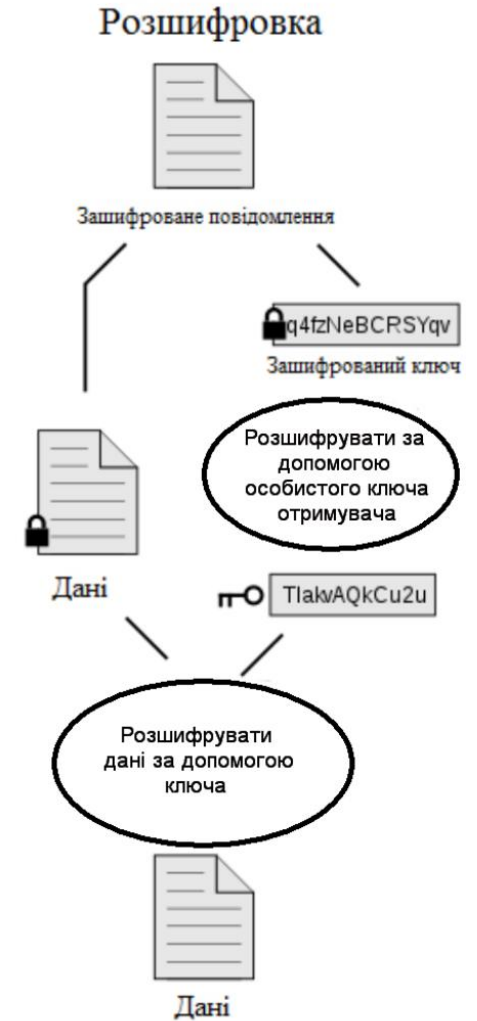 Розшифровка
Зашифроване повідомлення
q4fzNeBCRSYqv
Зашифрований ключ
Розшифрувати за
допомогою
особистого ключа
отримувача
Дані
TIakvAQkCu2u
Розшифрувати
дані за допомогою
ключа
Дані